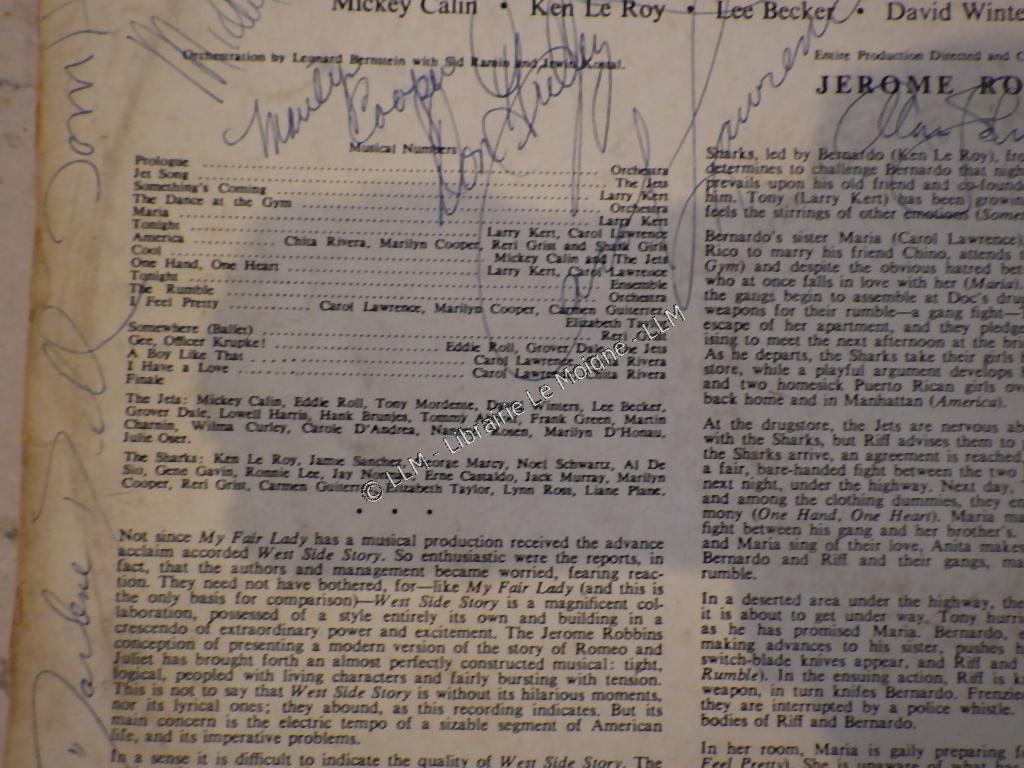 Mickey Calin • Ken Le Roy • Lee Becker • David Winte
Orchestration by Leonard Bernstein with Sid Ramin and Irwin Kostal.
Entire Production Directed and C
JEROME RO
Marilyn Cooper
Musical Numbers
Prologue ... Orchestra
Jet Song ... The Jets
Something's Coming ... Larry Kert
The Dance at the Gym ... Orchestra
Maria ... Larry Kert
Tonight ... Larry Kert, Carol Lawrence
America ... Chita Rivera, Marilyn Cooper, Reri Grist and Shark Girls
Cool ... Mickey Calin and The Jets
One Hand, One Heart ... Larry Kert, Carol Lawrence
Tonight ... Ensemble
The Rumble ... Orchestra
I Feel Pretty ... Carol Lawrence, Marilyn Cooper, Carmen Guiterrez
Elizabeth Taylor
Somewhere (Ballet) ... Reri Grist
Gee, Officer Krupke! ... Eddie Roll, Grover Dale, The Jets
A Boy Like That ... Carol Lawrence, Chita Rivera
I Have a Love ... Carol Lawrence, Chita Rivera
Finale
The Jets: Mickey Calin, Eddie Roll, Tony Mordente, David Winters, Lee Becker,
Grover Dale, Lowell Harris, Hank Brunjes, Tommy Abbott, Frank Green, Martin
Charnin, Wilma Curley, Carole D'Andrea, Nanette Rosen, Marilyn D'Honau,
Julie Oser.
The Sharks: Ken Le Roy, Jamie Sanchez, George Marcy, Noel Schwartz, Al De
Sio, Gene Gavin, Ronnie Lee, Jay Norman, Erne Castaldo, Jack Murray, Marilyn
Cooper, Reri Grist, Carmen Guiterrez, Elizabeth Taylor, Lynn Ross, Liane Plane.
• • •
Not since My Fair Lady has a musical production received the advance
acclaim accorded West Side Story. So enthusiastic were the reports, in
fact, that the authors and management became worried, fearing reac-
tion. They need not have bothered, for—like My Fair Lady (and this is
the only basis for comparison)—West Side Story is a magnificent col-
laboration, possessed of a style entirely its own and building in a
crescendo of extraordinary power and excitement. The Jerome Robbins
conception of presenting a modern version of the story of Romeo and
Juliet has brought forth an almost perfectly constructed musical: tight,
logical, peopled with living characters and fairly bursting with tension.
This is not to say that West Side Story is without its hilarious moments,
nor its lyrical ones; they abound, as this recording indicates. But its
main concern is the electric tempo of a sizable segment of American
life, and its imperative problems.
In a sense it is difficult to indicate the quality of West Side Story. The
Sharks, led by Bernardo (Ken Le Roy), fro
determines to challenge Bernardo that nigh
prevails upon his old friend and co-found
him. Tony (Larry Kert) has been growin
feels the stirrings of other emotions (Some
Bernardo's sister Maria (Carol Lawrence)
Rico to marry his friend Chino, attends t
Gym) and despite the obvious hatred bet
who at once falls in love with her (Maria).
the gangs begin to assemble at Doc's dru
weapons for their rumble—a gang fight—
escape of her apartment, and they pledge
ising to meet the next afternoon at the bri
As he departs, the Sharks take their girls
store, while a playful argument develops
and two homesick Puerto Rican girls ov
back home and in Manhattan (America).
At the drugstore, the Jets are nervous ab
with the Sharks, but Riff advises them to
the Sharks arrive, an agreement is reached
a fair, bare-handed fight between the two
next night, under the highway. Next day,
and among the clothing dummies, they en
mony (One Hand, One Heart). Maria ma
fight between his gang and her brother's.
and Maria sing of their love, Anita makes
Bernardo and Riff and their gangs, ma
rumble.
In a deserted area under the highway, the
it is about to get under way, Tony hurri
as he has promised Maria. Bernardo,
making advances to his sister, pushes h
switch-blade knives appear, and Riff and
Rumble). In the ensuing action, Riff is k
weapon, in turn knifes Bernardo. Frenzie
they are interrupted by a police whistle.
bodies of Riff and Bernardo.
In her room, Maria is gaily preparing f
Feel Pretty). She is unaware of what has
© LLM - Librairie Le Moigne - LLM